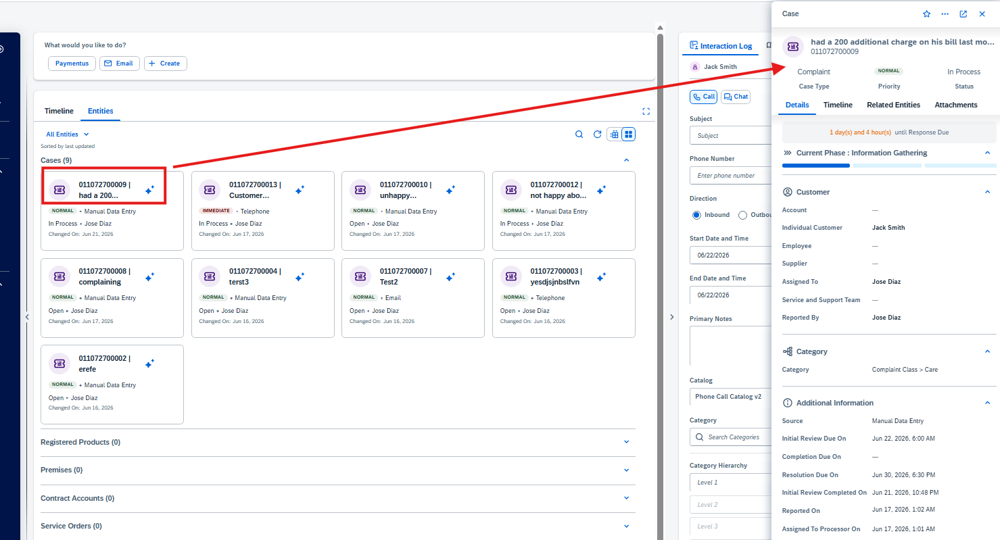 What would you like to do?
Paymentus
Email
Create
Timeline
Entities
All Entities
Sorted by last updated
Cases (9)
011072700009 |
had a 200...
NORMAL • Manual Data Entry
In Process • Jose Diaz
Changed On: Jun 21, 2026
011072700013 |
Customer...
IMMEDIATE • Telephone
In Process • Jose Diaz
Changed On: Jun 17, 2026
011072700010 |
unhappy...
NORMAL • Manual Data Entry
Open • Jose Diaz
Changed On: Jun 17, 2026
011072700012 |
not happy abo...
NORMAL • Manual Data Entry
In Process • Jose Diaz
Changed On: Jun 17, 2026
011072700008 |
complaining
NORMAL • Manual Data Entry
Open • Jose Diaz
Changed On: Jun 17, 2026
011072700004 |
terst3
NORMAL • Manual Data Entry
Open • Jose Diaz
Changed On: Jun 16, 2026
011072700007 |
Test2
NORMAL • Email
Open • Jose Diaz
Changed On: Jun 16, 2026
011072700003 |
yesdjsjnbslfvn
NORMAL • Telephone
Open • Jose Diaz
Changed On: Jun 16, 2026
011072700002 |
erefe
NORMAL • Manual Data Entry
Open • Jose Diaz
Changed On: Jun 16, 2026
Registered Products (0)
Premises (0)
Contract Accounts (0)
Service Orders (0)
Interaction Log
Jack Smith
Call
Chat
Subject
Subject
Phone Number
Enter phone number
Direction
Inbound
Outbou
Start Date and Time
06/22/2026
End Date and Time
06/22/2026
Primary Notes
Catalog
Phone Call Catalog v2
Category
Search Categories
Category Hierarchy
Level 1
Level 2
Level 3
Case
had a 200 additional charge on his bill last mo...
011072700009
Complaint
NORMAL
In Process
Case Type
Priority
Status
Details
Timeline
Related Entities
Attachments
1 day(s) and 4 hour(s) until Response Due
Current Phase : Information Gathering
Customer
Account —
Individual Customer Jack Smith
Employee —
Supplier —
Assigned To Jose Diaz
Service and Support Team —
Reported By Jose Diaz
Category
Category Complaint Class > Care
Additional Information
Source Manual Data Entry
Initial Review Due On Jun 22, 2026, 6:00 AM
Completion Due On —
Resolution Due On Jun 30, 2026, 6:30 PM
Initial Review Completed On Jun 21, 2026, 10:48 PM
Reported On Jun 17, 2026, 1:02 AM
Assigned To Processor On Jun 17, 2026, 1:01 AM